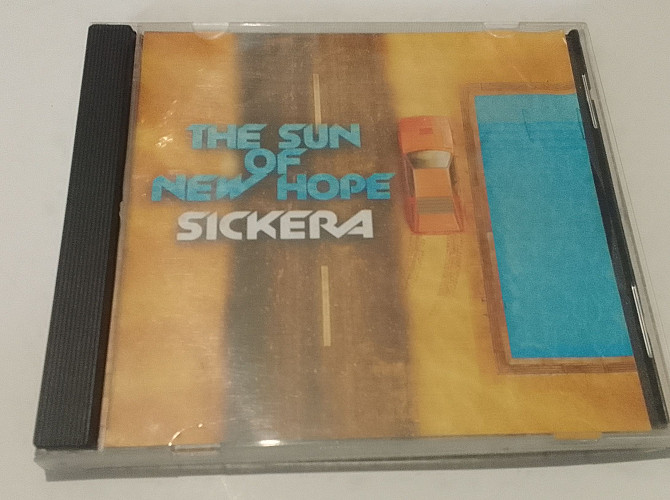 THE SUN
OF
NEW HOPE
SICKERA